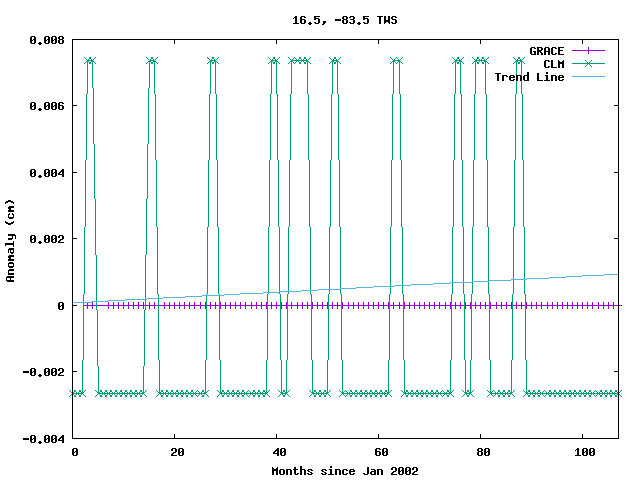 16.5, -83.5 TWS
GRACE
CLM
Trend Line
0.008
0.006
0.004
0.002
0
-0.002
-0.004
Anomaly (cm)
0 20 40 60 80 100
Months since Jan 2002